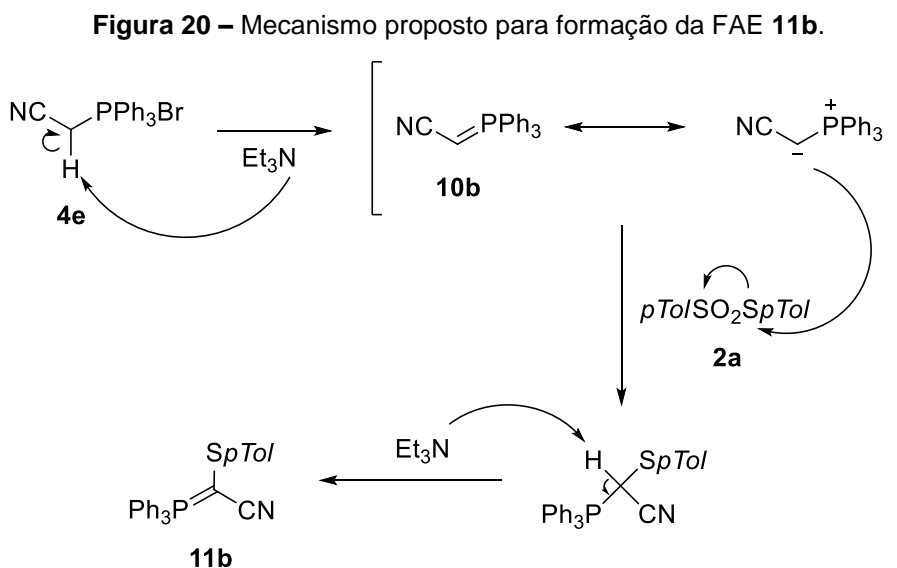 Figura 20 – Mecanismo proposto para formação da FAE 11b.
NC PPh₃Br
H
4e
Et₃N
NC PPh₃
10b
NC PPh₃
+
–
pTolSO₂SpTol
2a
H SpTol
Ph₃P CN
Et₃N
SpTol
Ph₃P CN
11b